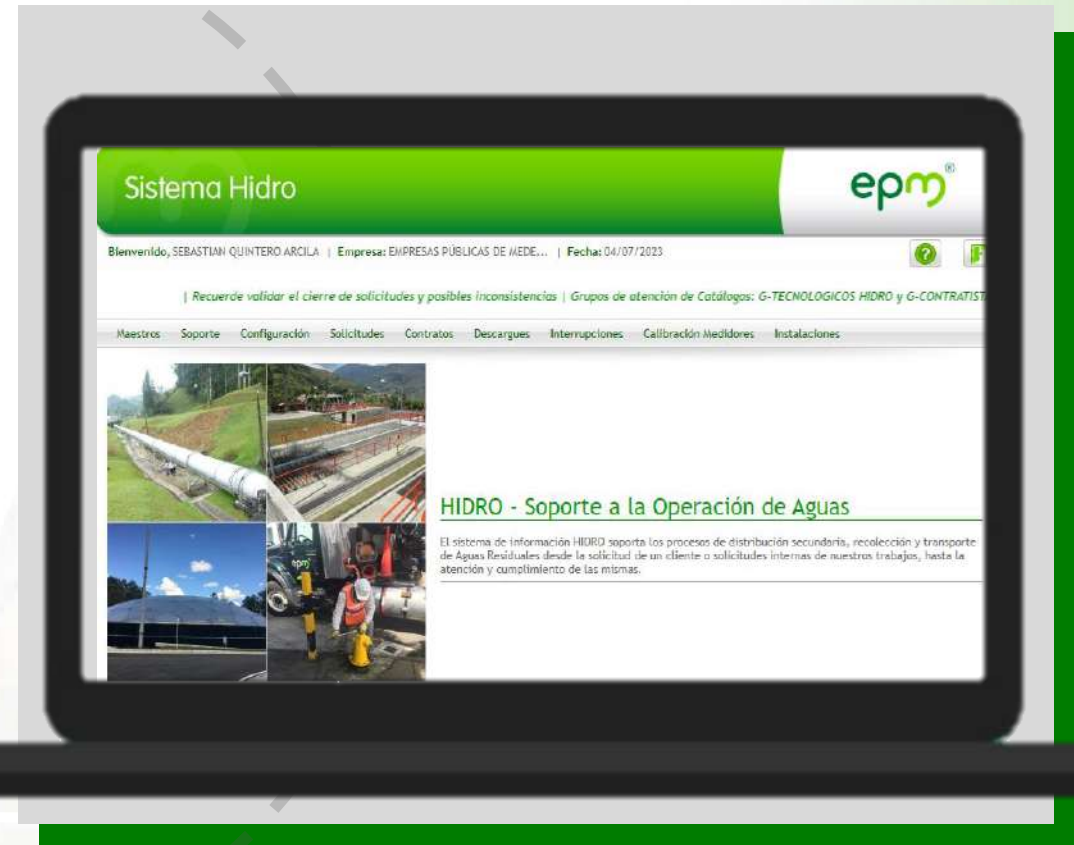 Sistema Hidro
epm®
Bienvenido, SEBASTIAN QUINTERO ARCILA | Empresa: EMPRESAS PÚBLICAS DE MEDE... | Fecha: 04/07/2023
| Recuerde validar el cierre de solicitudes y posibles inconsistencias | Grupos de atención de Catálogos: G-TECNOLOGICOS HIDRO y G-CONTRATIST
Maestros Soporte Configuración Solicitudes Contratos Descargues Interrupciones Calibración Medidores Instalaciones
HIDRO - Soporte a la Operación de Aguas
El sistema de información HIDRO soporta los procesos de distribución secundaria, recolección y transporte
de Aguas Residuales desde la solicitud de un cliente o solicitudes internas de nuestros trabajos, hasta la
atención y cumplimiento de las mismas.
epm